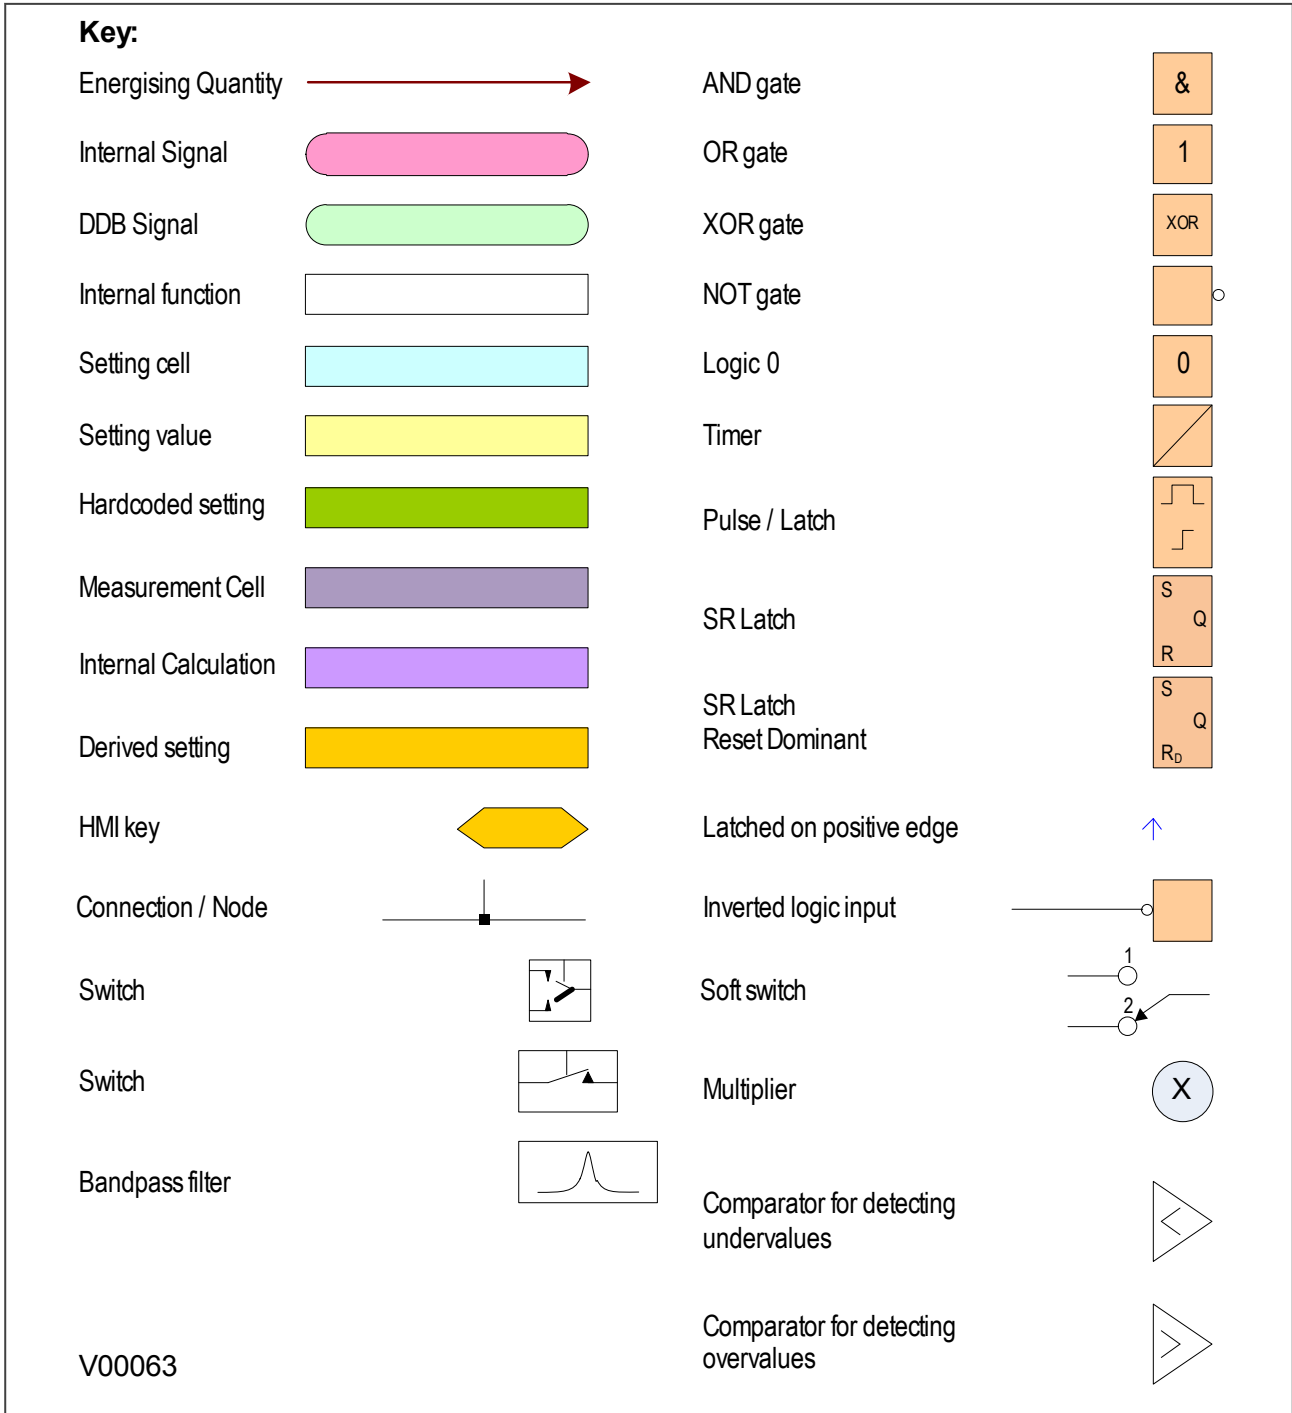 Key:
Energising Quantity
Internal Signal
DDB Signal
Internal function
Setting cell
Setting value
Hardcoded setting
Measurement Cell
Internal Calculation
Derived setting
HMI key
Connection / Node
Switch
Switch
Bandpass filter
V00063
AND gate
&
OR gate
1
XOR gate
XOR
NOT gate
Logic 0
0
Timer
Pulse / Latch
SR Latch
S
Q
R
SR Latch
Reset Dominant
S
Q
RD
Latched on positive edge
Inverted logic input
Soft switch
1
2
Multiplier
X
Comparator for detecting
undervalues
<
Comparator for detecting
overvalues
>